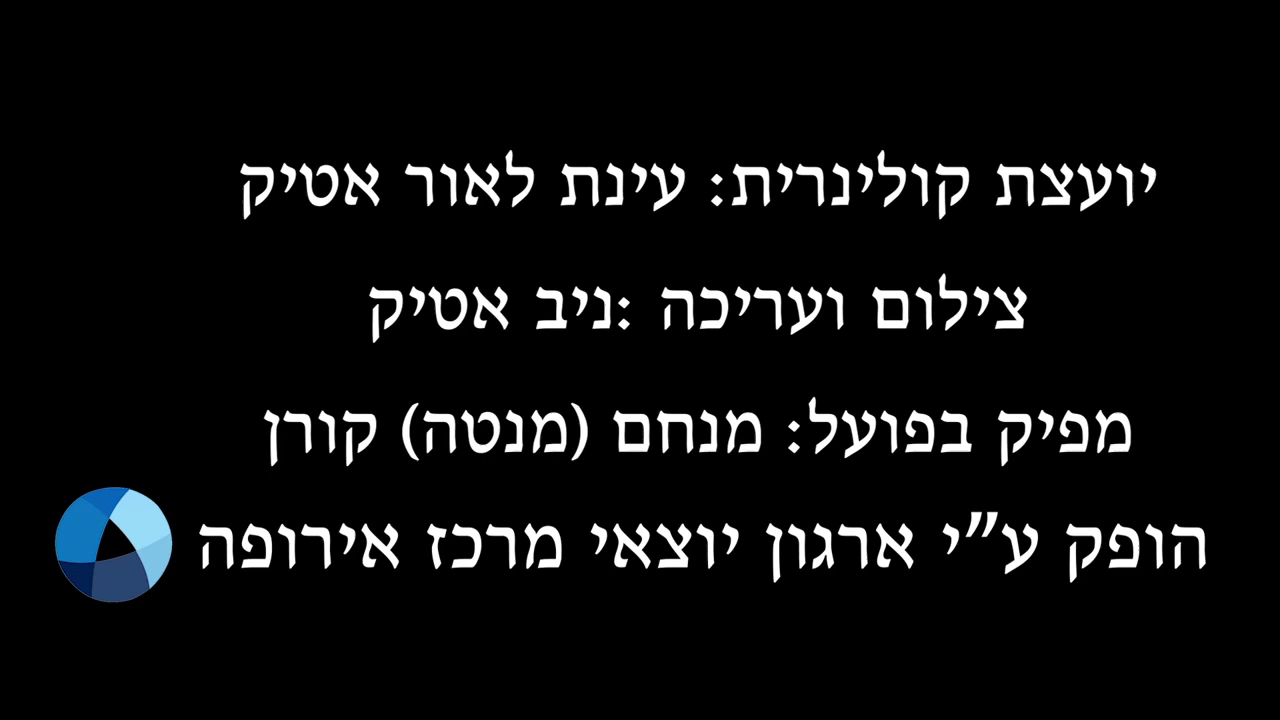 יועצת קולינרית: עינת לאור אטיק
צילום ועריכה :ניב אטיק
מפיק בפועל: מנחם (מנטה) קורן
הופק ע״י ארגון יוצאי מרכז אירופה